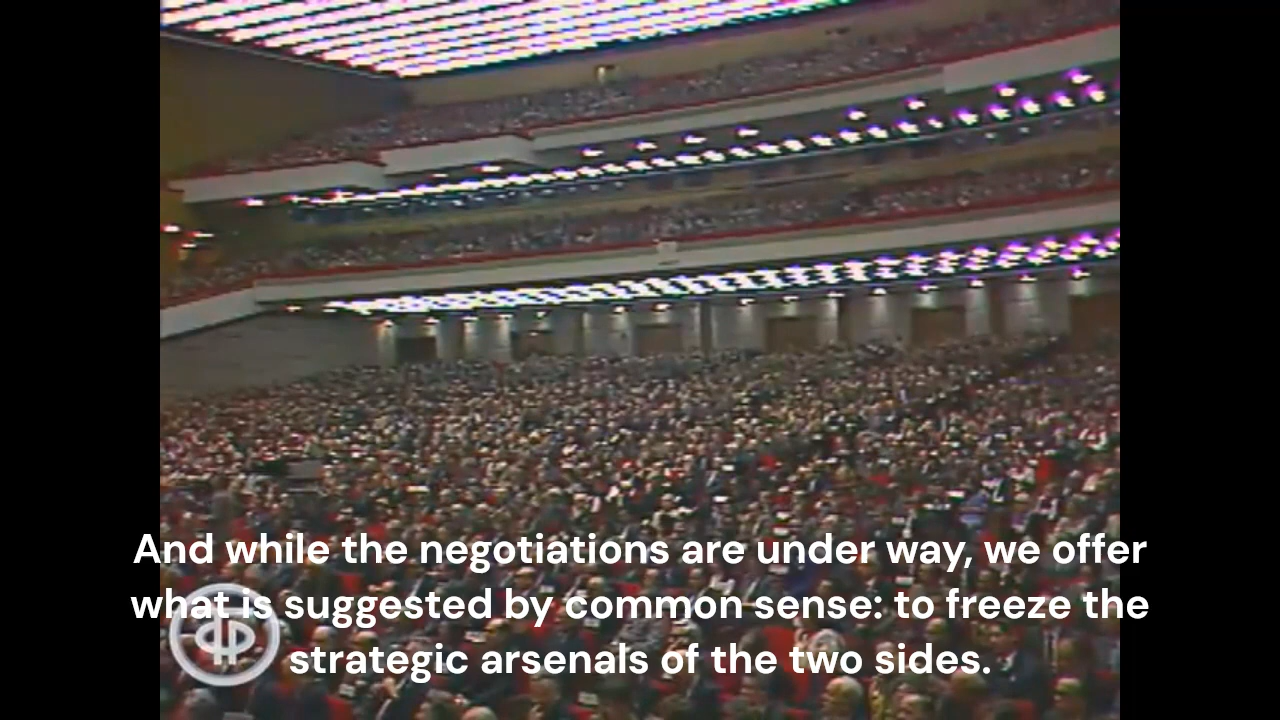 And while the negotiations are under way, we offer
what is suggested by common sense: to freeze the
strategic arsenals of the two sides.